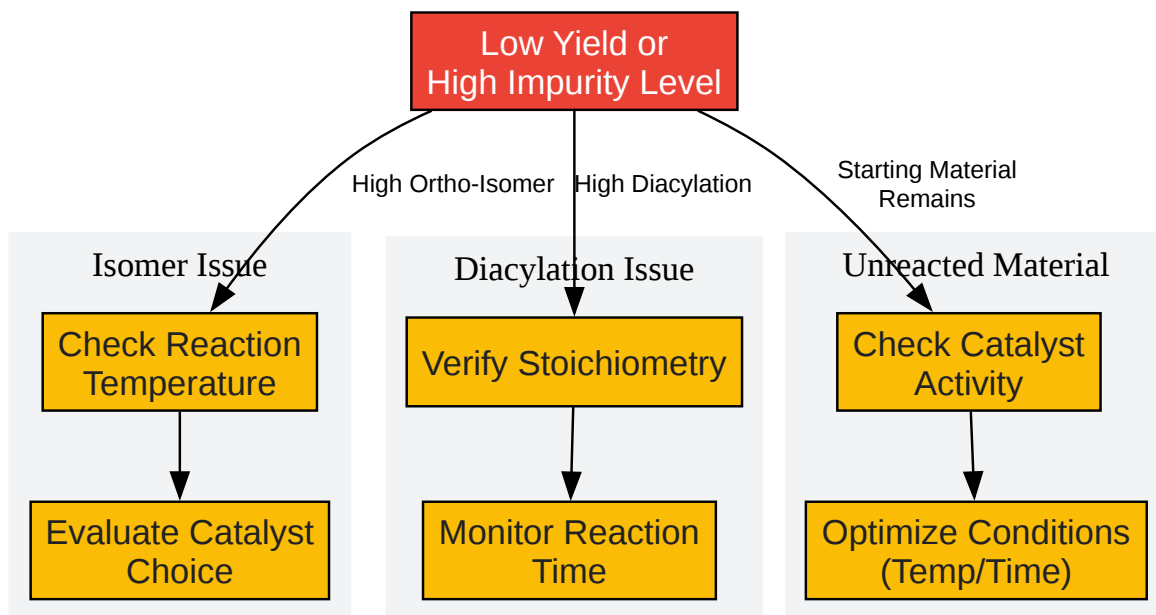 Low Yield or
High Impurity Level
High Ortho-Isomer
High Diacylation
Starting Material
Remains
Isomer Issue
Diacylation Issue
Unreacted Material
Check Reaction
Temperature
Verify Stoichiometry
Check Catalyst
Activity
Evaluate Catalyst
Choice
Monitor Reaction
Time
Optimize Conditions
(Temp/Time)